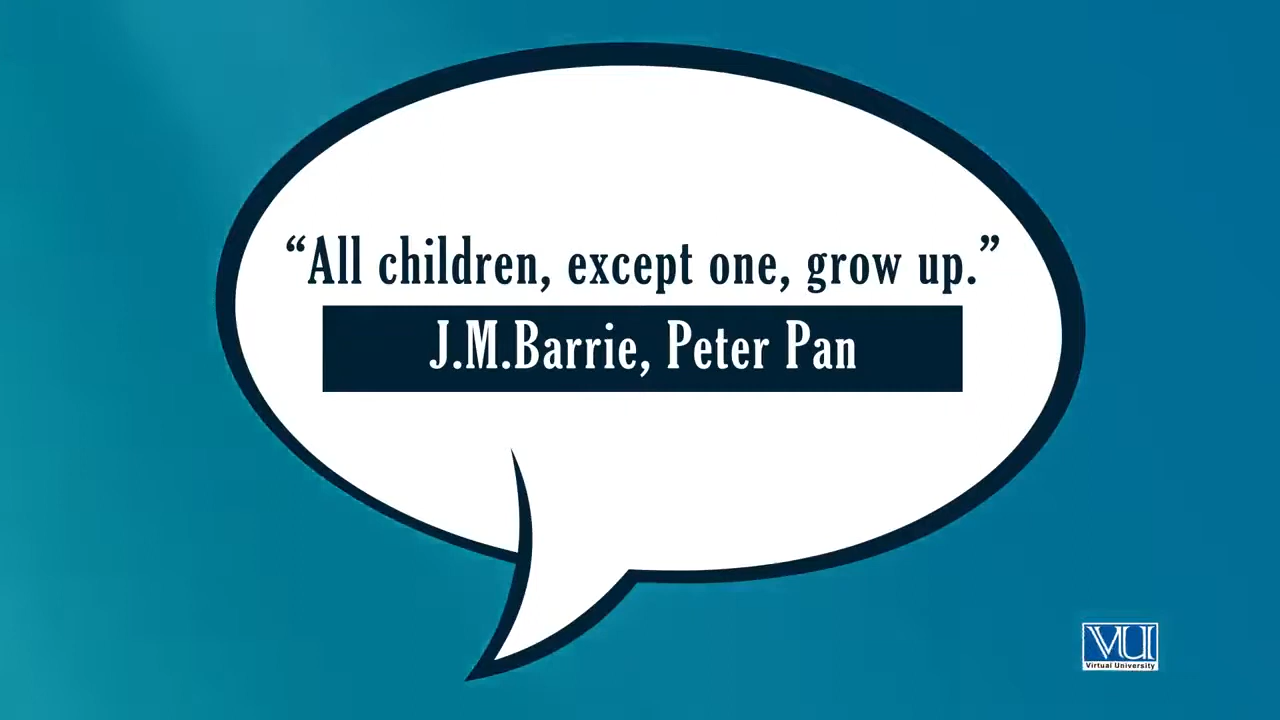 “All children, except one, grow up.”
J.M.Barrie, Peter Pan
VU
Virtual University